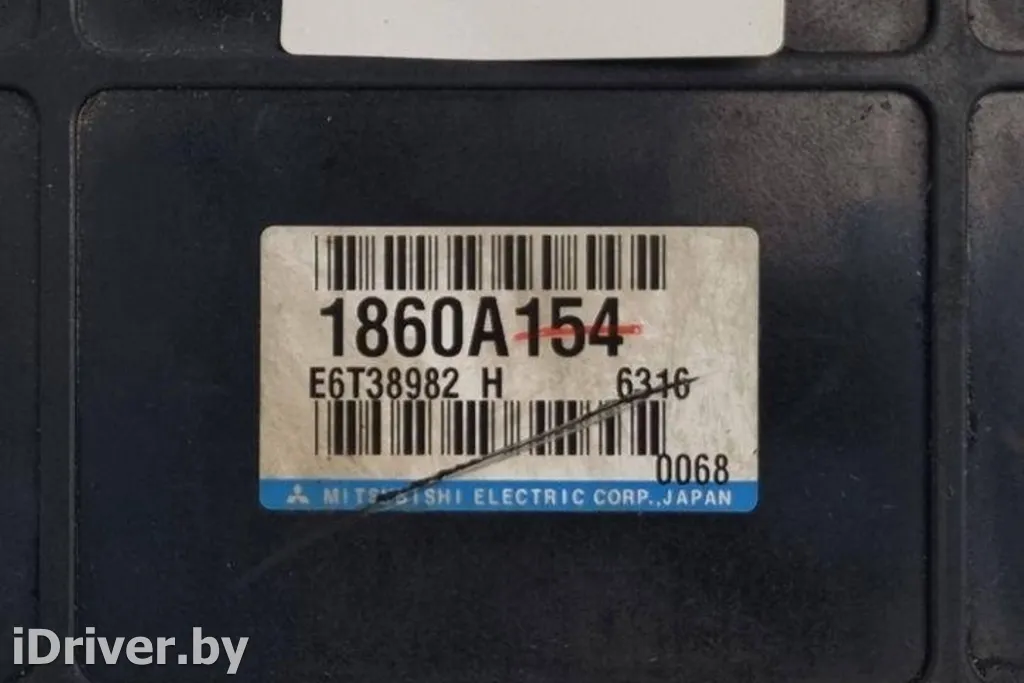 1860A154
E6T38982 H 6316
0068
MITSUBISHI ELECTRIC CORP.,JAPAN
iDriver.by